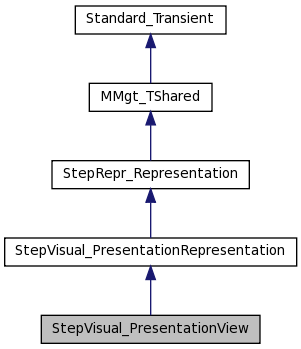 Standard_Transient
MMgt_TShared
StepRepr_Representation
StepVisual_PresentationRepresentation
StepVisual_PresentationView